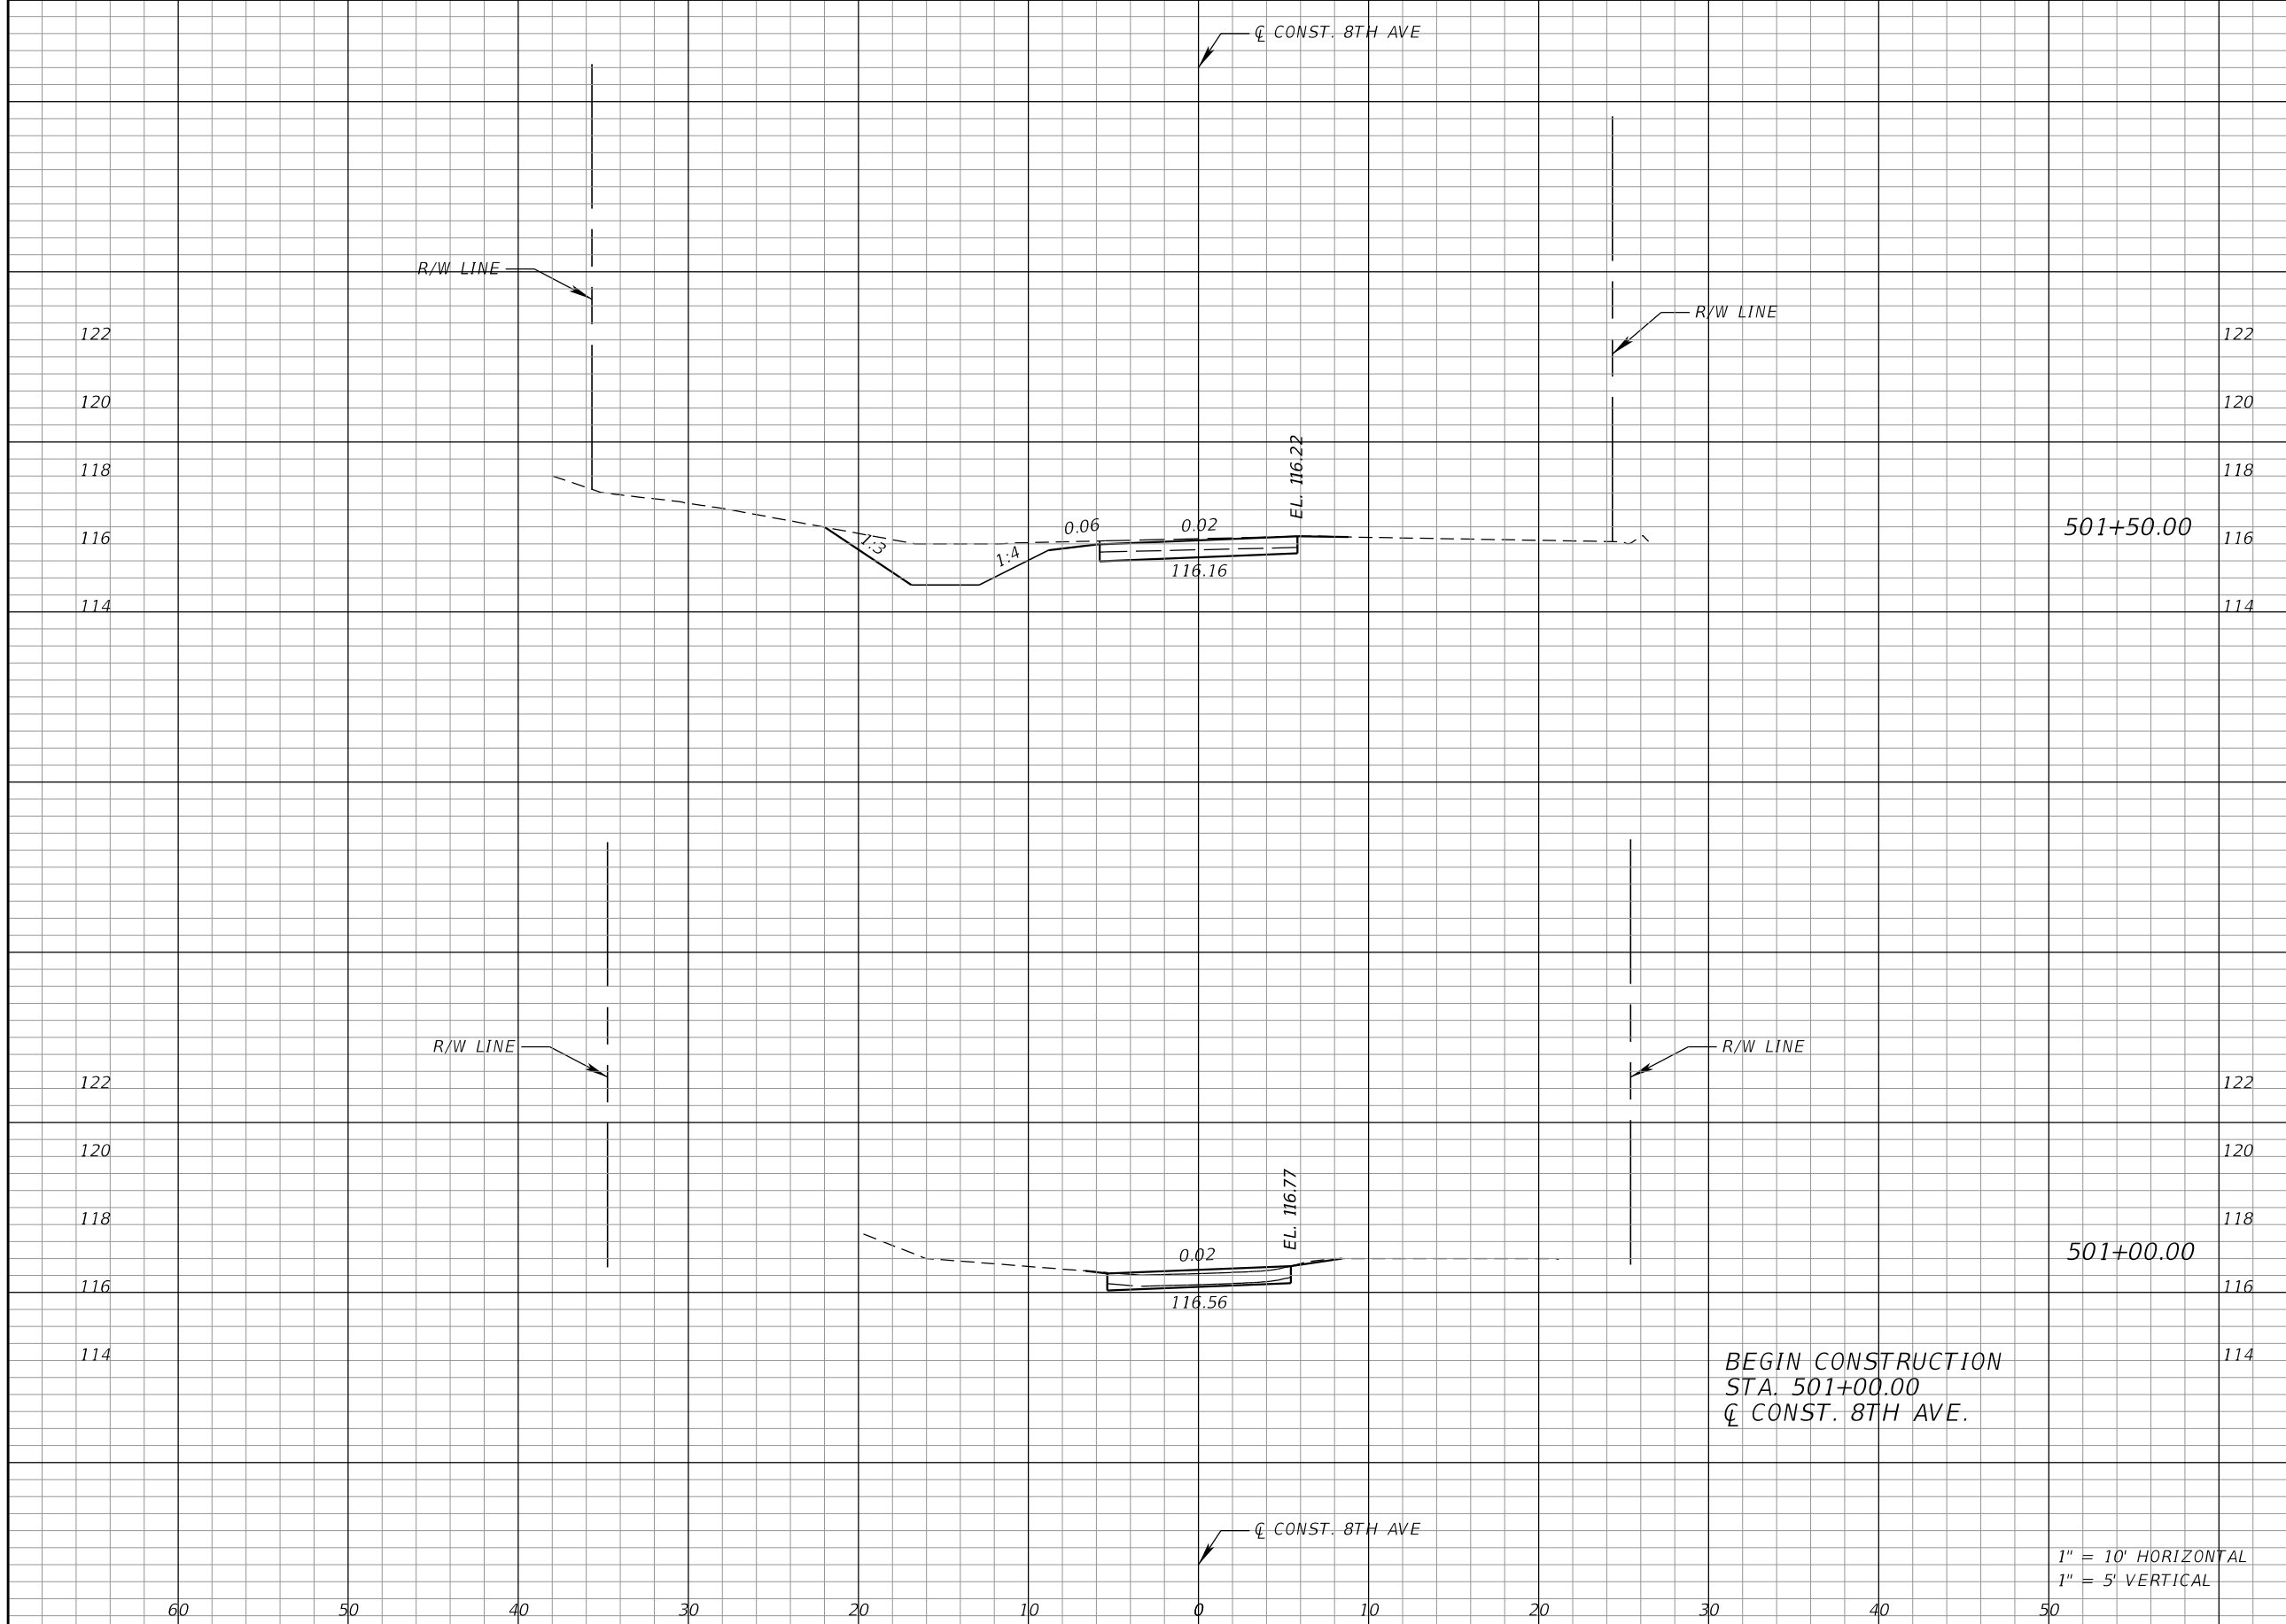 ℄ CONST. 8TH AVE
R/W LINE
R/W LINE
122 122
120 120
EL. 116.22
118 118
0.06 0.02
501+50.00
116 116
1:3 1:4
116.16
114 114
R/W LINE
R/W LINE
122 122
120 120
EL. 116.77
118 118
0.02
501+00.00
116 116
116.56
114 114
BEGIN CONSTRUCTION
STA. 501+00.00
℄ CONST. 8TH AVE.
℄ CONST. 8TH AVE
1" = 10' HORIZONTAL
1" = 5' VERTICAL
60 50 40 30 20 10 0 10 20 30 40 50